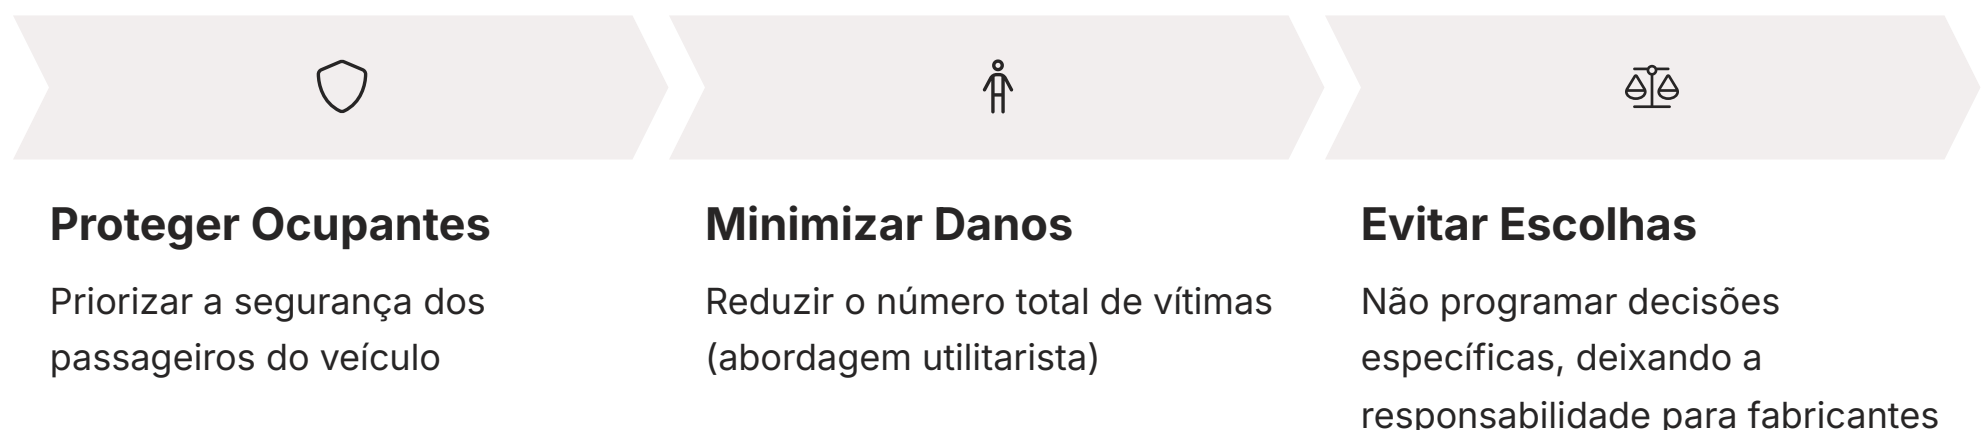 Proteger Ocupantes
Priorizar a segurança dos
passageiros do veículo
Minimizar Danos
Reduzir o número total de vítimas
(abordagem utilitarista)
Evitar Escolhas
Não programar decisões
específicas, deixando a
responsabilidade para fabricantes